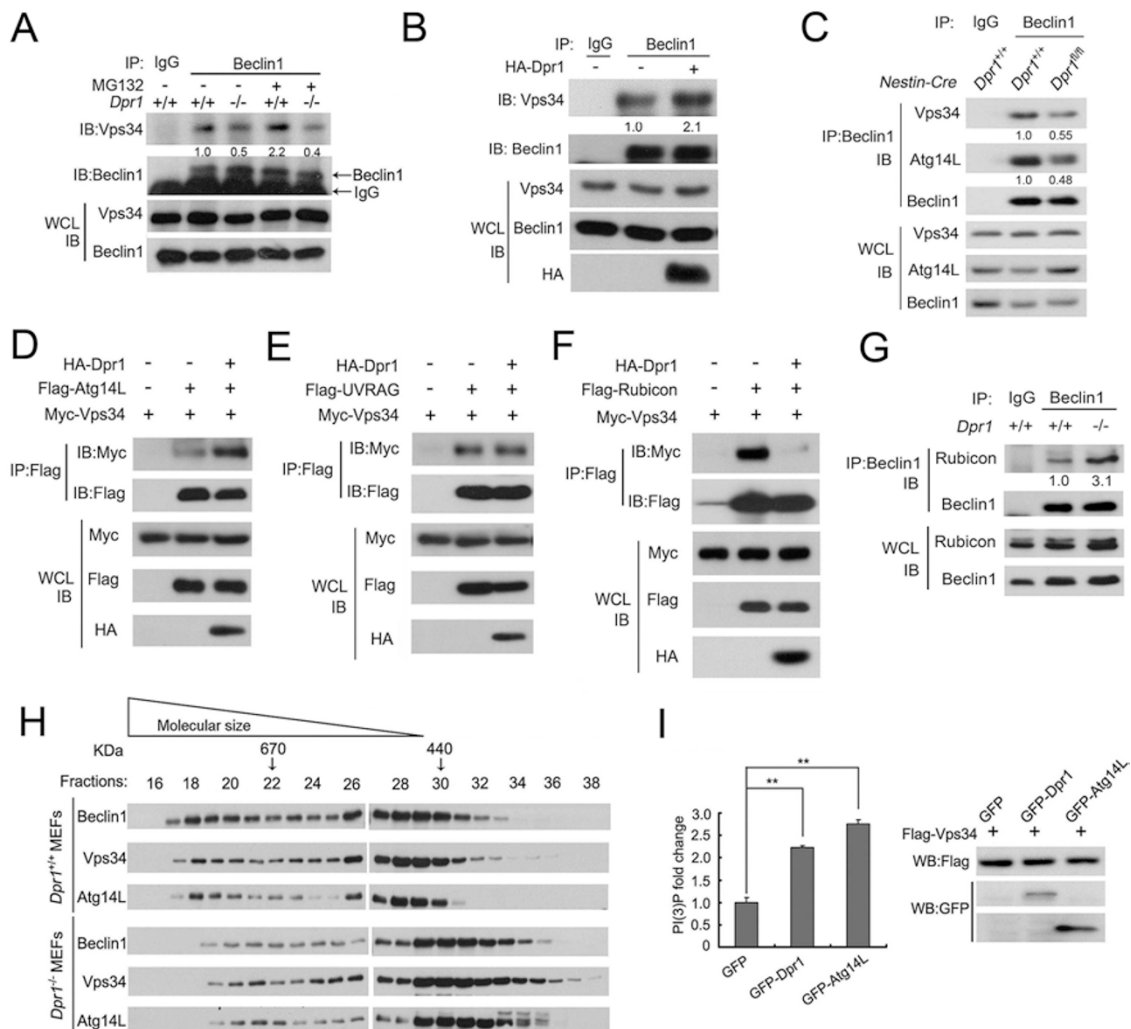 A
IP: IgG Beclin1
MG132 - - - + +
Dpr1 +/+ +/+ -/- +/+ -/-
IB:Vps34
1.0 0.5 2.2 0.4
IB:Beclin1
Beclin1
IgG
WCL
IB
Vps34
Beclin1
B
IP: IgG Beclin1
HA-Dpr1 - - +
IB: Vps34
1.0 2.1
IB: Beclin1
WCL
IB
Vps34
Beclin1
HA
C
IP: IgG Beclin1
Nestin-Cre Dpr1+/+ Dpr1+/+ Dpr1fl/fl
IP:Beclin1
IB
Vps34
1.0 0.55
Atg14L
1.0 0.48
Beclin1
WCL
IB
Vps34
Atg14L
Beclin1
D
HA-Dpr1 - - +
Flag-Atg14L - + +
Myc-Vps34 + + +
IP:Flag
IB:Myc
IB:Flag
WCL
IB
Myc
Flag
HA
E
HA-Dpr1 - - +
Flag-UVRAG - + +
Myc-Vps34 + + +
IP:Flag
IB:Myc
IB:Flag
WCL
IB
Myc
Flag
HA
F
HA-Dpr1 - - +
Flag-Rubicon - + +
Myc-Vps34 + + +
IP:Flag
IB:Myc
IB:Flag
WCL
IB
Myc
Flag
HA
G
IP: IgG Beclin1
Dpr1 +/+ +/+ -/-
IP:Beclin1
IB
Rubicon
1.0 3.1
Beclin1
WCL
IB
Rubicon
Beclin1
H
Molecular size
KDa 670 440
↓ ↓
Fractions: 16 18 20 22 24 26 28 30 32 34 36 38
Dpr1+/+ MEFs
Beclin1
Vps34
Atg14L
Dpr1-/- MEFs
Beclin1
Vps34
Atg14L
I
**
**
PI(3)P fold change
3.0
2.5
2.0
1.5
1.0
0.5
0
GFP GFP-Dpr1 GFP-Atg14L
GFP GFP-Dpr1 GFP-Atg14L
Flag-Vps34 + + +
WB:Flag
WB:GFP